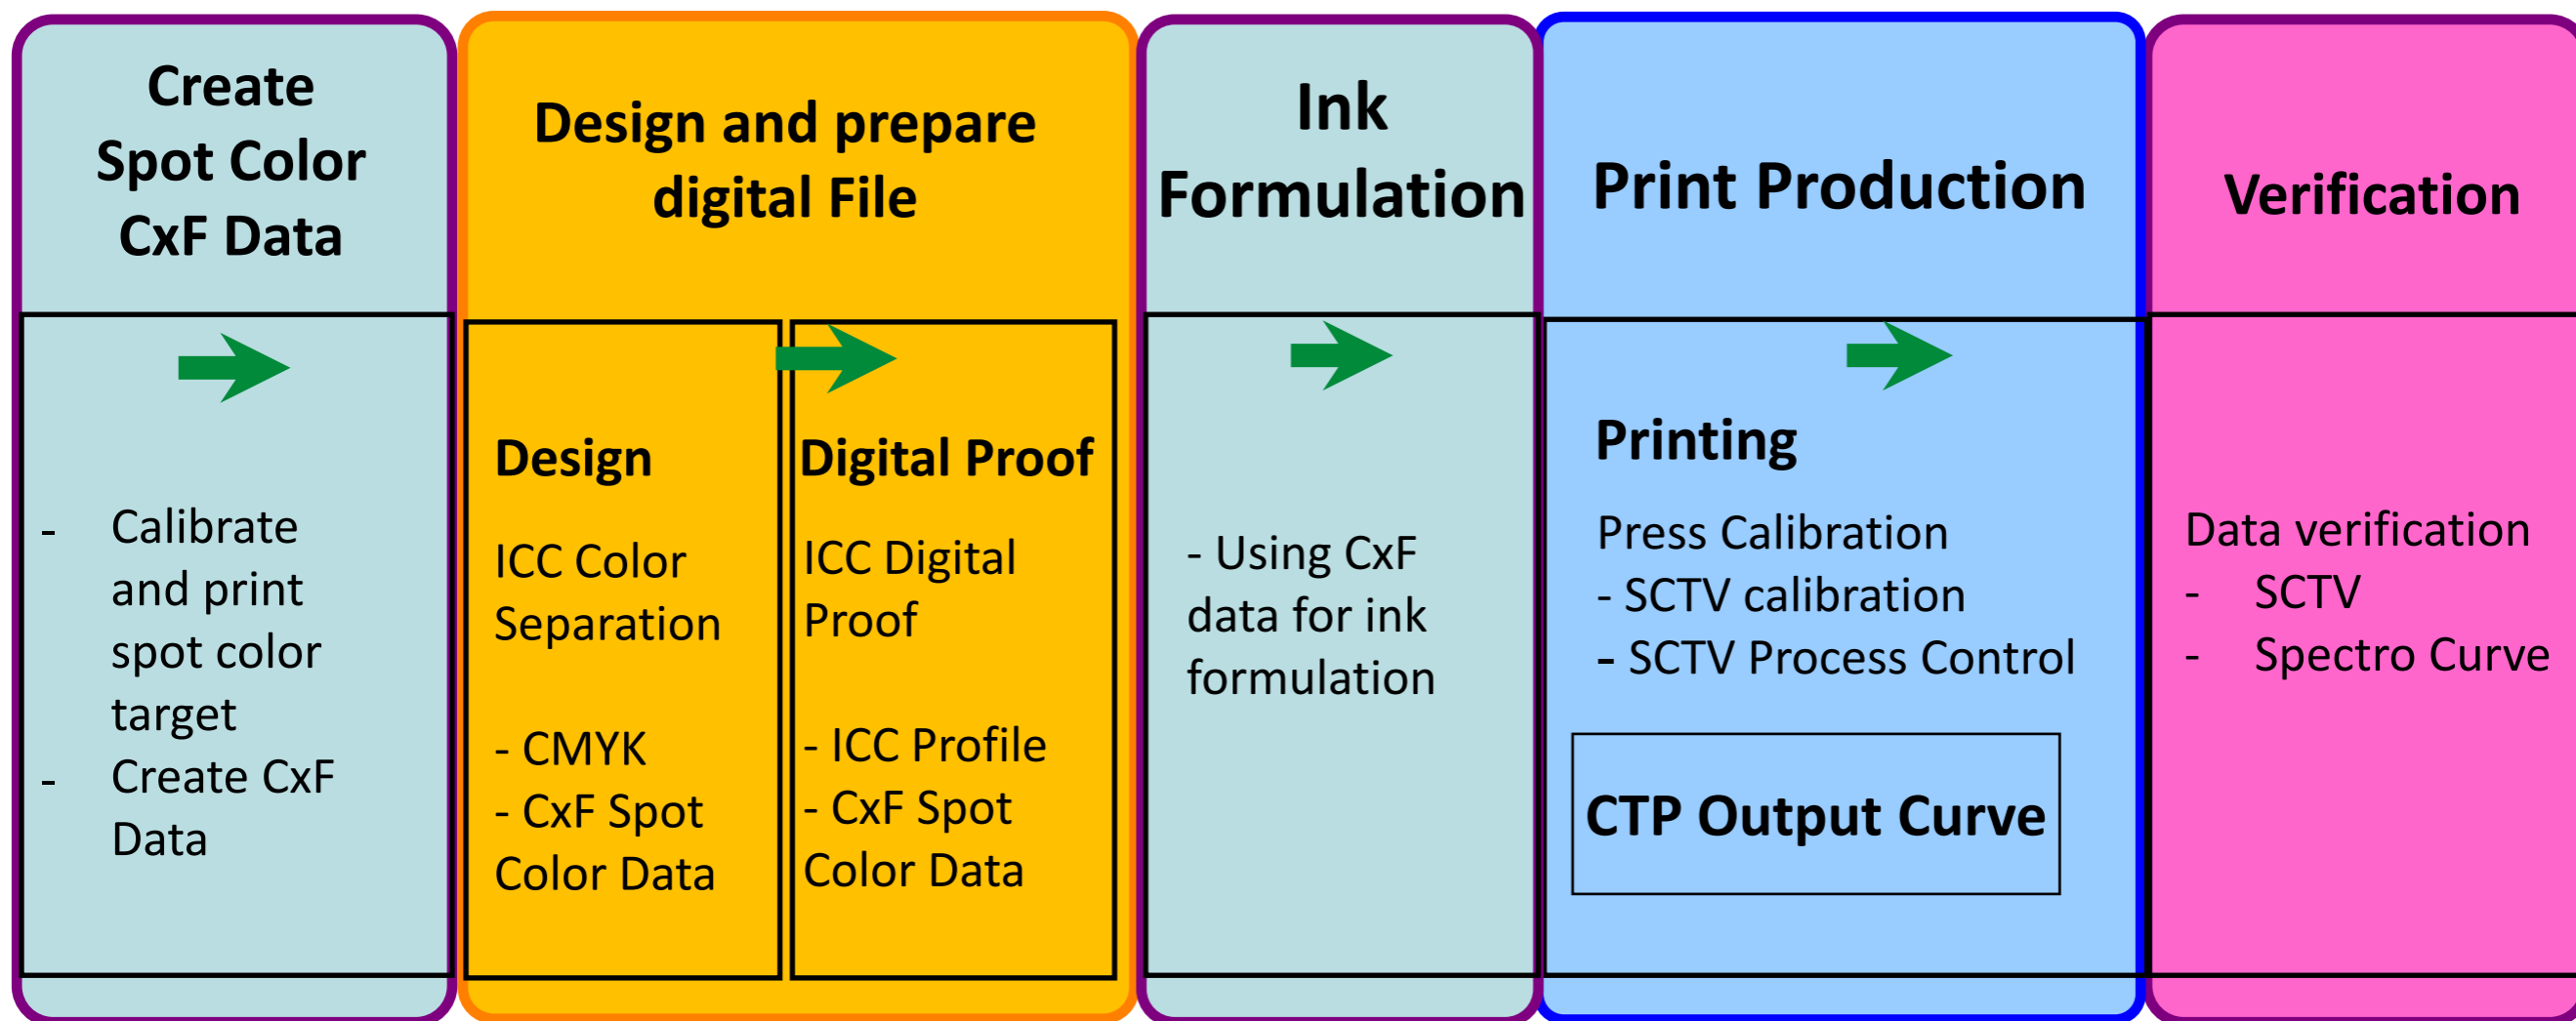 Create
Spot Color
CxF Data
- Calibrate
and print
spot color
target
- Create CxF
Data
Design and prepare
digital File
Design
ICC Color
Separation
- CMYK
- CxF Spot
Color Data
Digital Proof
ICC Digital
Proof
- ICC Profile
- CxF Spot
Color Data
Ink
Formulation
- Using CxF
data for ink
formulation
Print Production
Printing
Press Calibration
- SCTV calibration
- SCTV Process Control
CTP Output Curve
Verification
Data verification
- SCTV
- Spectro Curve